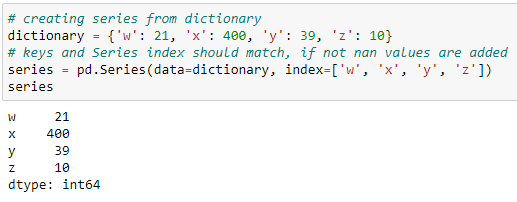 # creating series from dictionary
dictionary = {'w': 21, 'x': 400, 'y': 39, 'z': 10}
# keys and Series index should match, if not nan values are added
series = pd.Series(data=dictionary, index=['w', 'x', 'y', 'z'])
series
w     21
x    400
y     39
z     10
dtype: int64